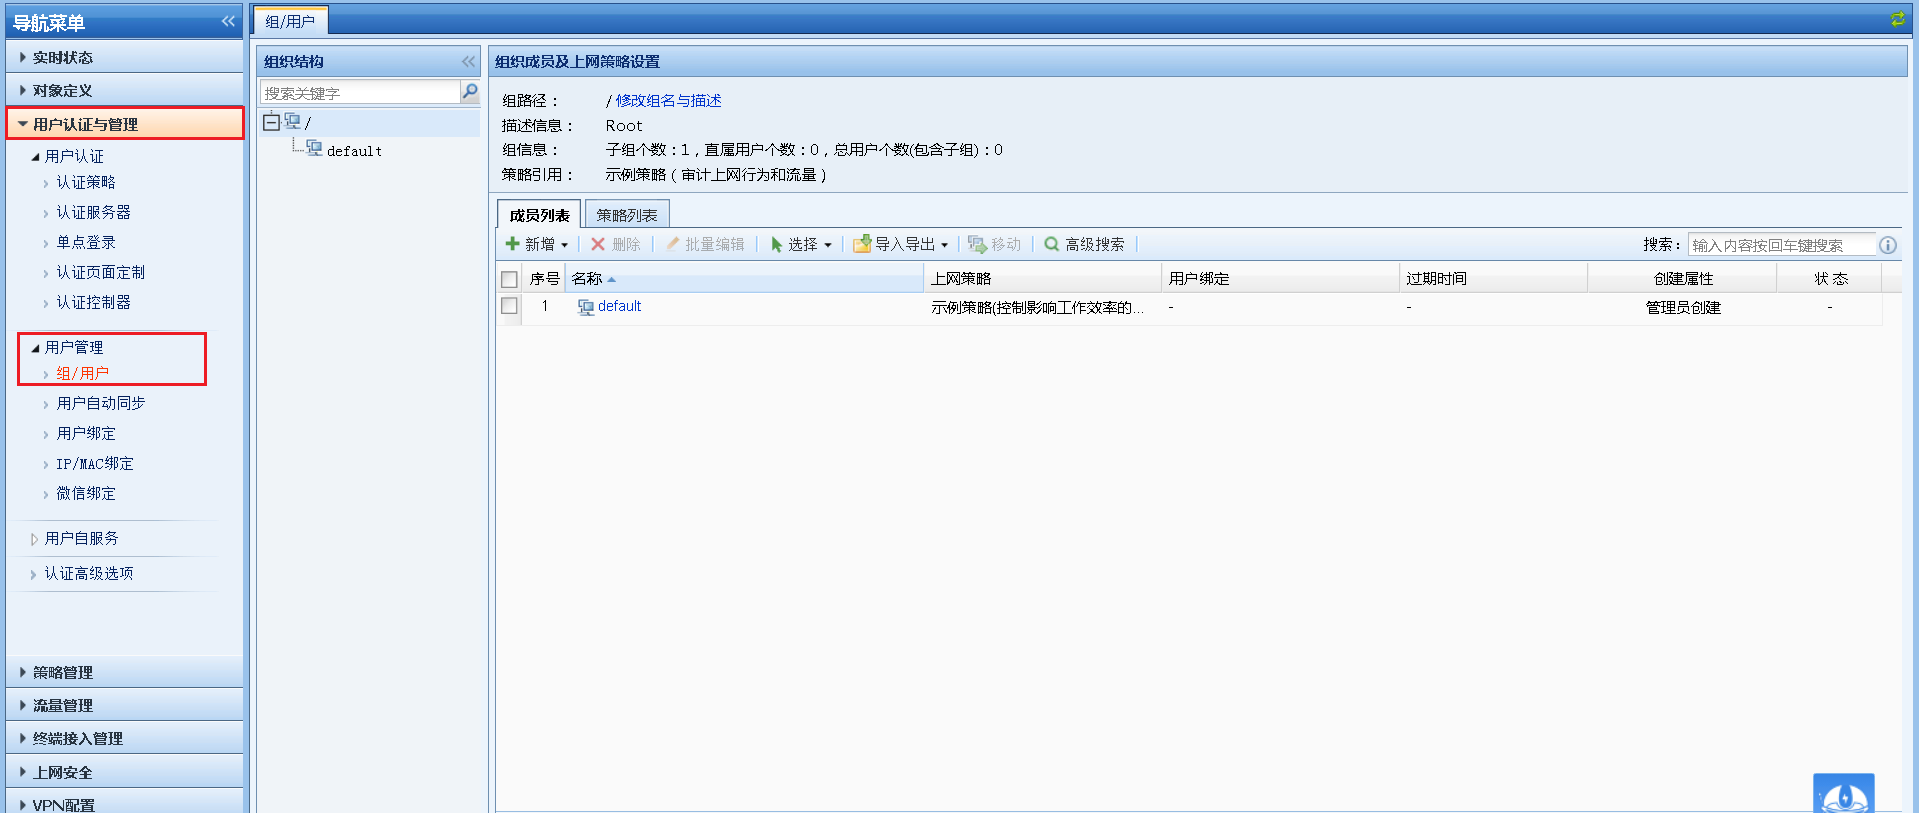 导航菜单
实时状态
对象定义
用户认证与管理
用户认证
认证策略
认证服务器
单点登录
认证页面定制
认证控制器
用户管理
组/用户
用户自动同步
用户绑定
IP/MAC绑定
微信绑定
用户自服务
认证高级选项
策略管理
流量管理
终端接入管理
上网安全
VPN配置
组/用户
组织结构
搜索关键字
/
default
组织成员及上网策略设置
组路径： / 修改组名与描述
描述信息： Root
组信息： 子组个数：1，直属用户个数：0，总用户个数(包含子组)：0
策略引用： 示例策略（审计上网行为和流量）
成员列表 策略列表
新增 删除 批量编辑 选择 导入导出 移动 高级搜索 搜索： 输入内容按回车键搜索
序号 名称 上网策略 用户绑定 过期时间 创建属性 状态
1 default 示例策略(控制影响工作效率的... - - 管理员创建 -